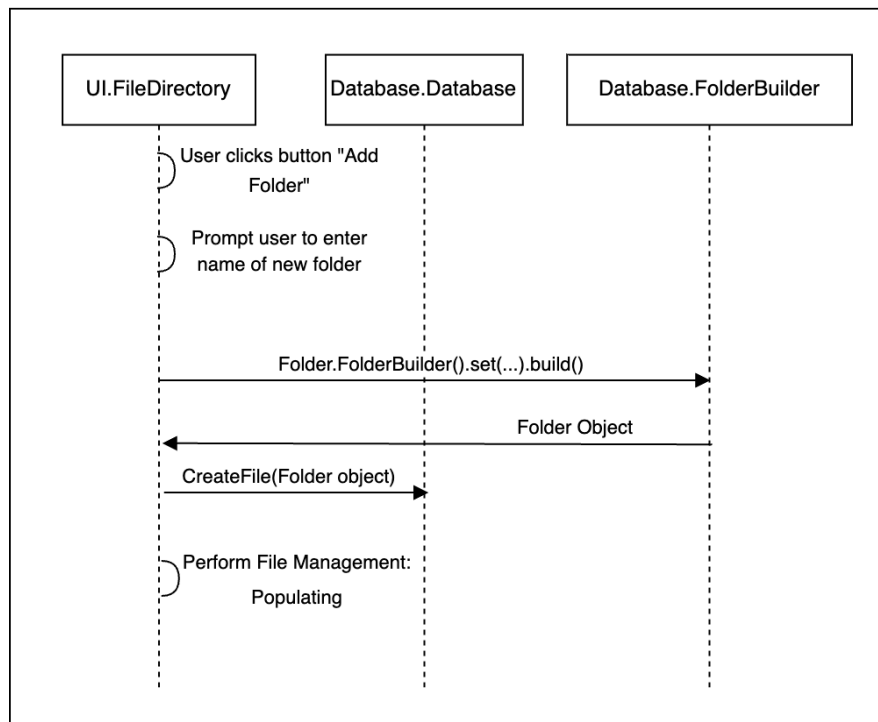 UI.FileDirectory
Database.Database
Database.FolderBuilder
User clicks button "Add
Folder"
Prompt user to enter
name of new folder
Folder.FolderBuilder().set(...).build()
Folder Object
CreateFile(Folder object)
Perform File Management:
Populating